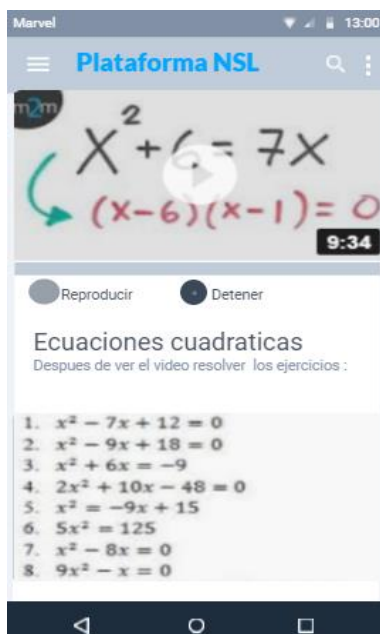 Marvel 13:00
Plataforma NSL
m2m
x² + 6 = 7x
(x-6)(x-1) = 0
9:34
Reproducir Detener
Ecuaciones cuadraticas
Despues de ver el video resolver los ejercicios :
1. x² − 7x + 12 = 0
2. x² − 9x + 18 = 0
3. x² + 6x = −9
4. 2x² + 10x − 48 = 0
5. x² = −9x + 15
6. 5x² = 125
7. x² − 8x = 0
8. 9x² − x = 0